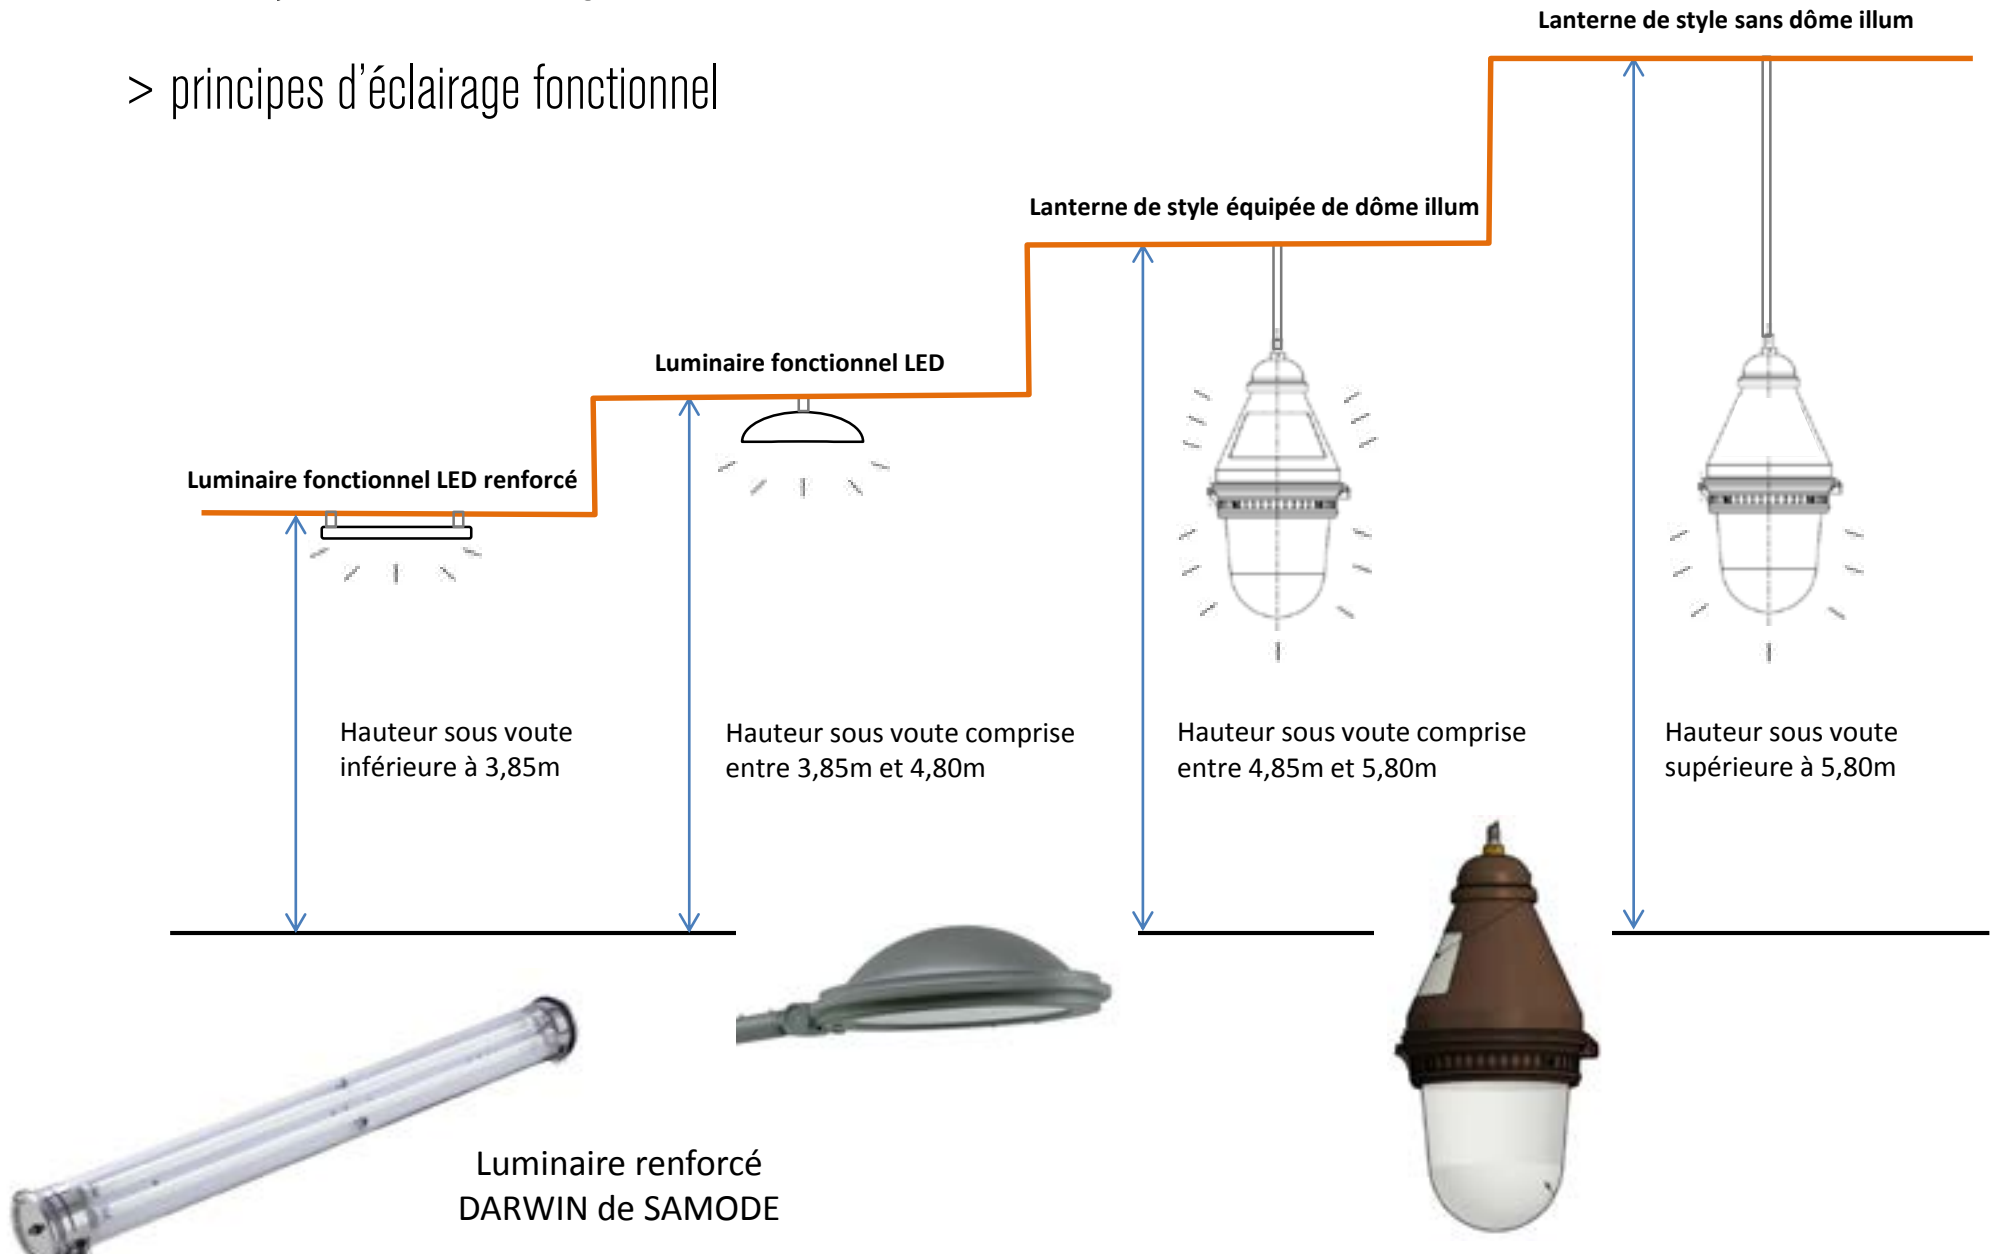 > principes d'éclairage fonctionnel
Lanterne de style sans dôme illum
Lanterne de style équipée de dôme illum
Luminaire fonctionnel LED
Luminaire fonctionnel LED renforcé
Hauteur sous voute
inférieure à 3,85m
Hauteur sous voute comprise
entre 3,85m et 4,80m
Hauteur sous voute comprise
entre 4,85m et 5,80m
Hauteur sous voute
supérieure à 5,80m
Luminaire renforcé
DARWIN de SAMODE